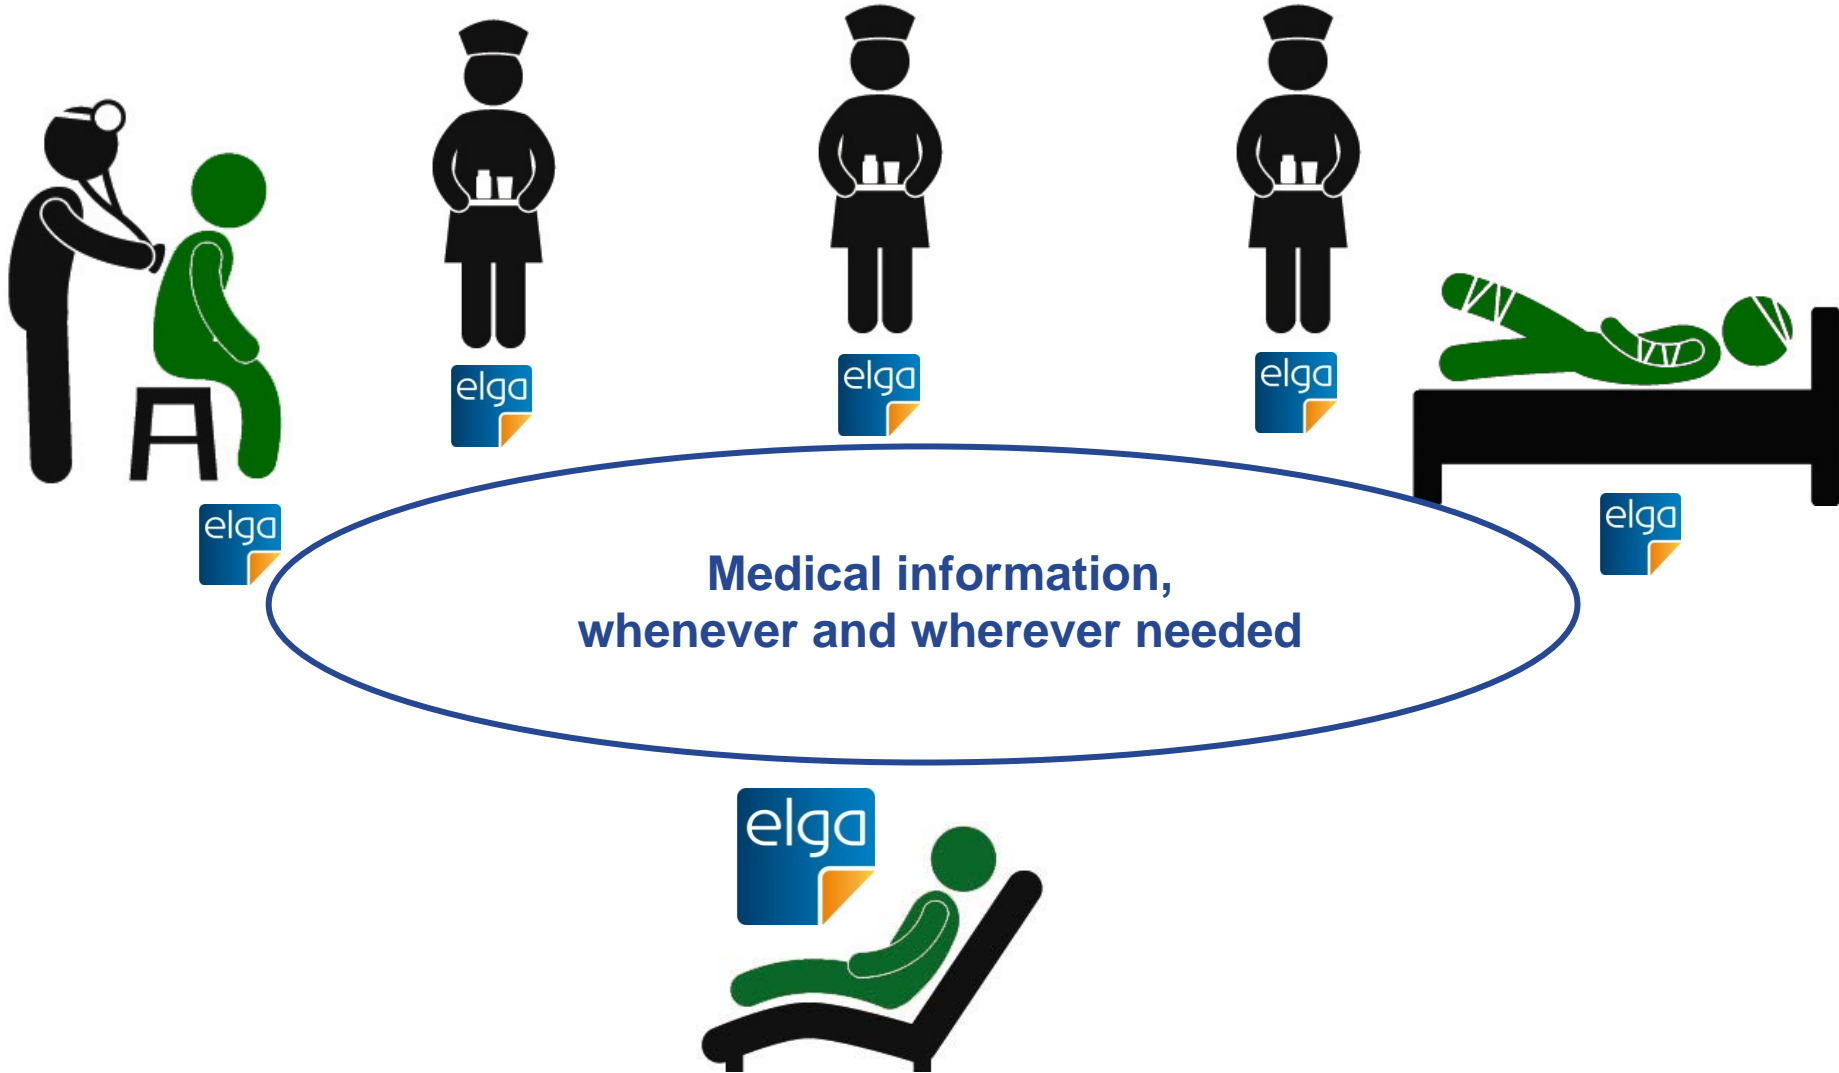 elga
elga
elga
elga
elga
Medical information,
whenever and wherever needed
elga